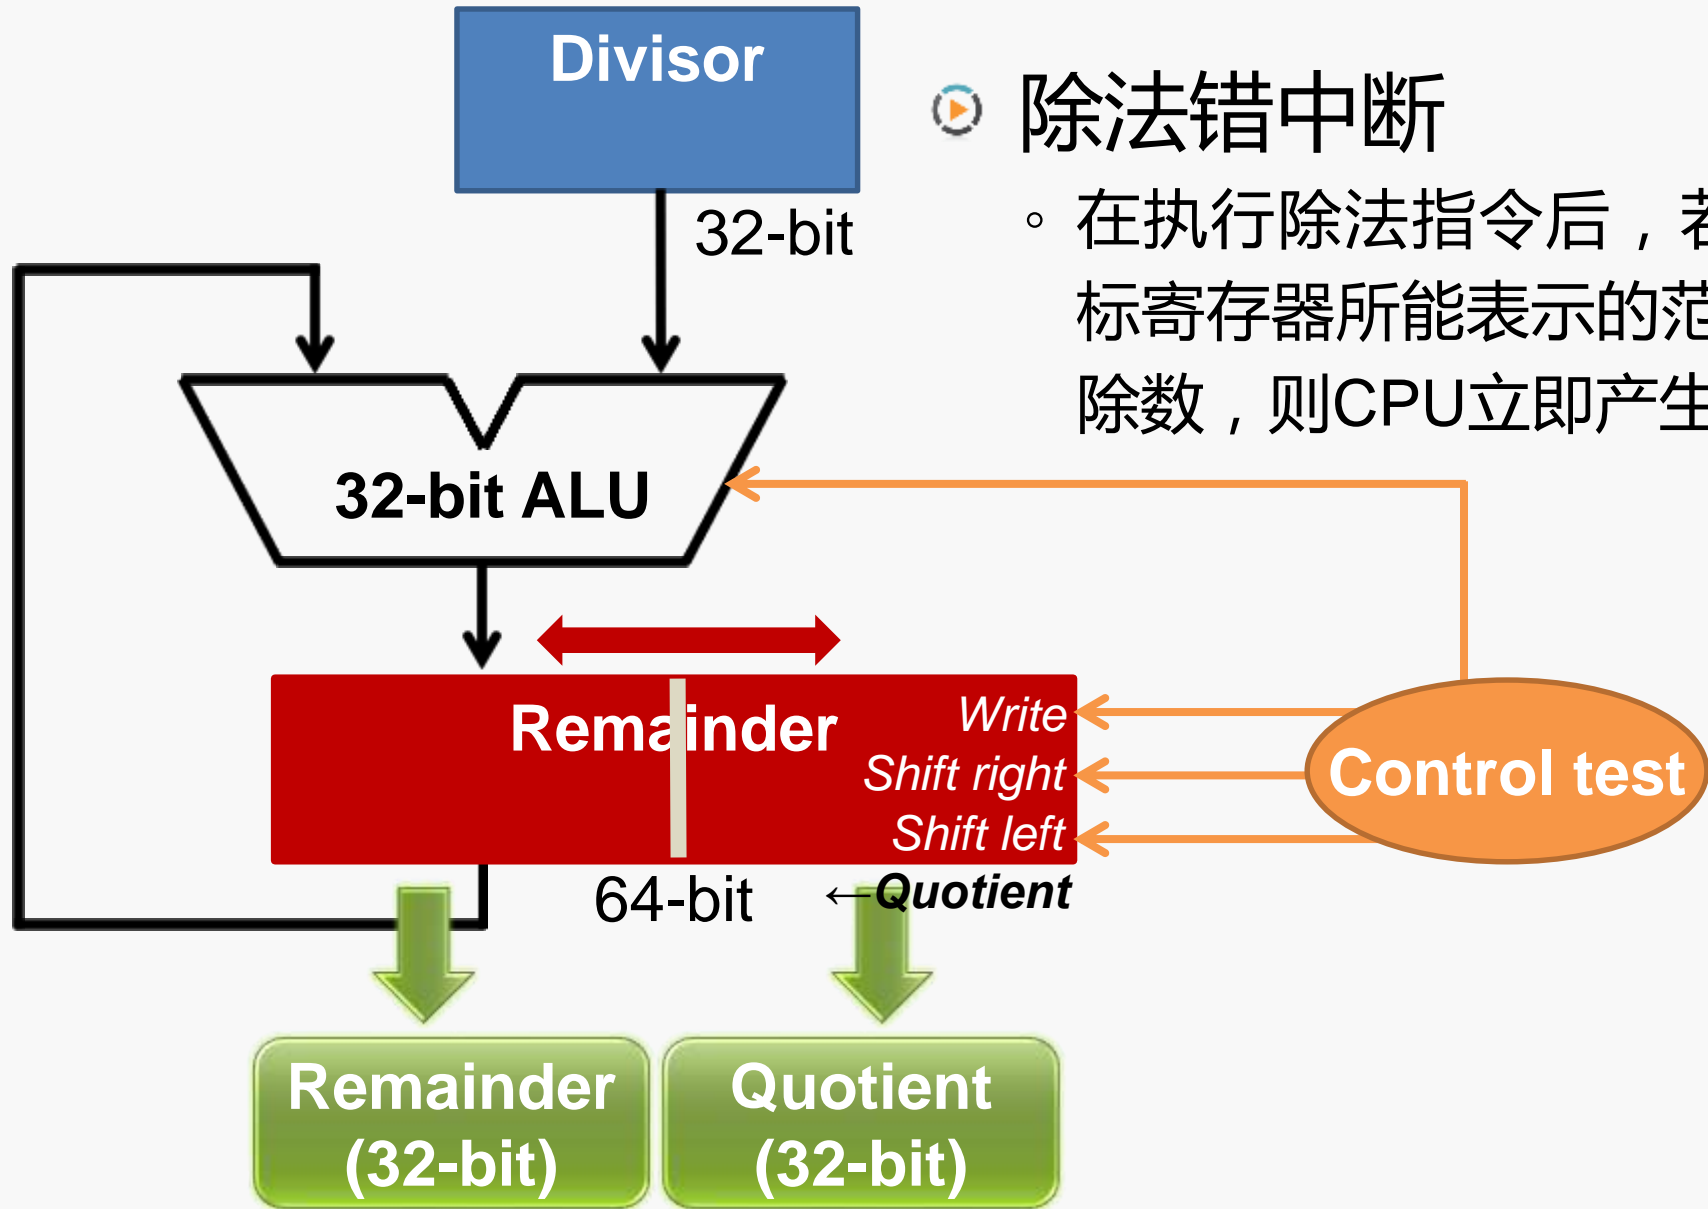 Divisor
32-bit
除法错中断
在执行除法指令后，若
标寄存器所能表示的范
除数，则CPU立即产生
32-bit ALU
Remainder
Write
Shift right
Shift left
Control test
64-bit
←Quotient
Remainder
(32-bit)
Quotient
(32-bit)